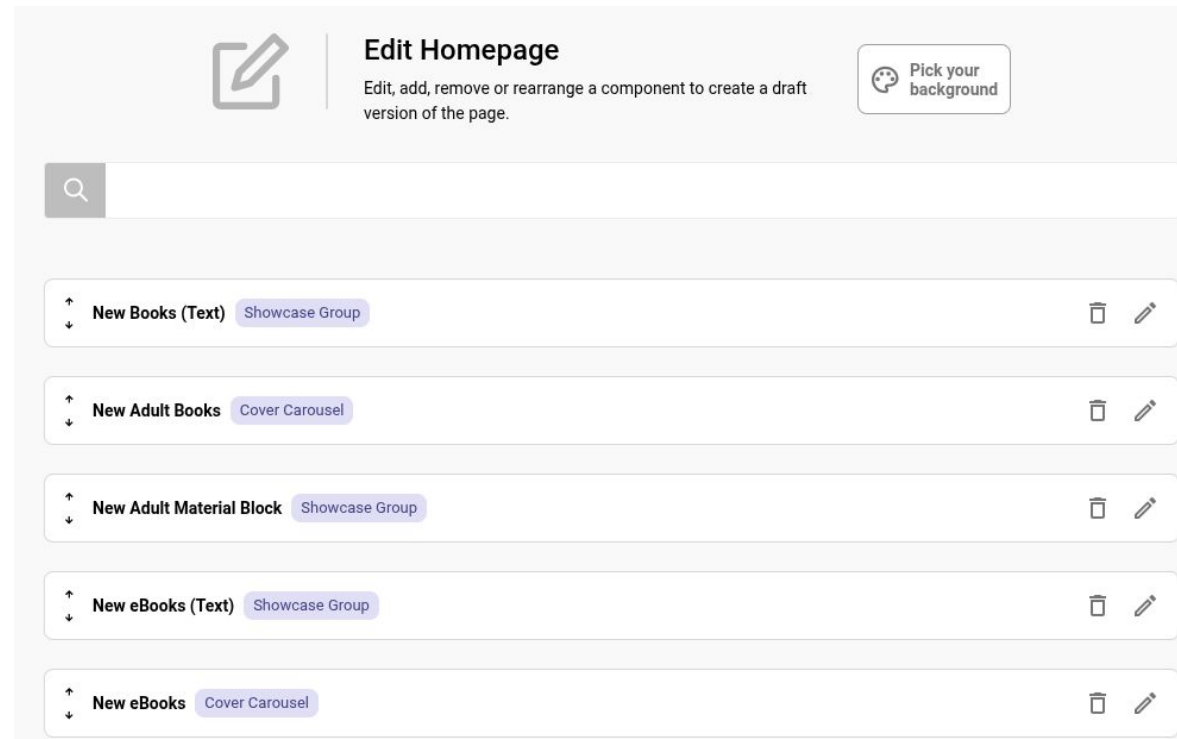 Edit Homepage
Edit, add, remove or rearrange a component to create a draft
version of the page.
Pick your
background
New Books (Text) Showcase Group
New Adult Books Cover Carousel
New Adult Material Block Showcase Group
New eBooks (Text) Showcase Group
New eBooks Cover Carousel